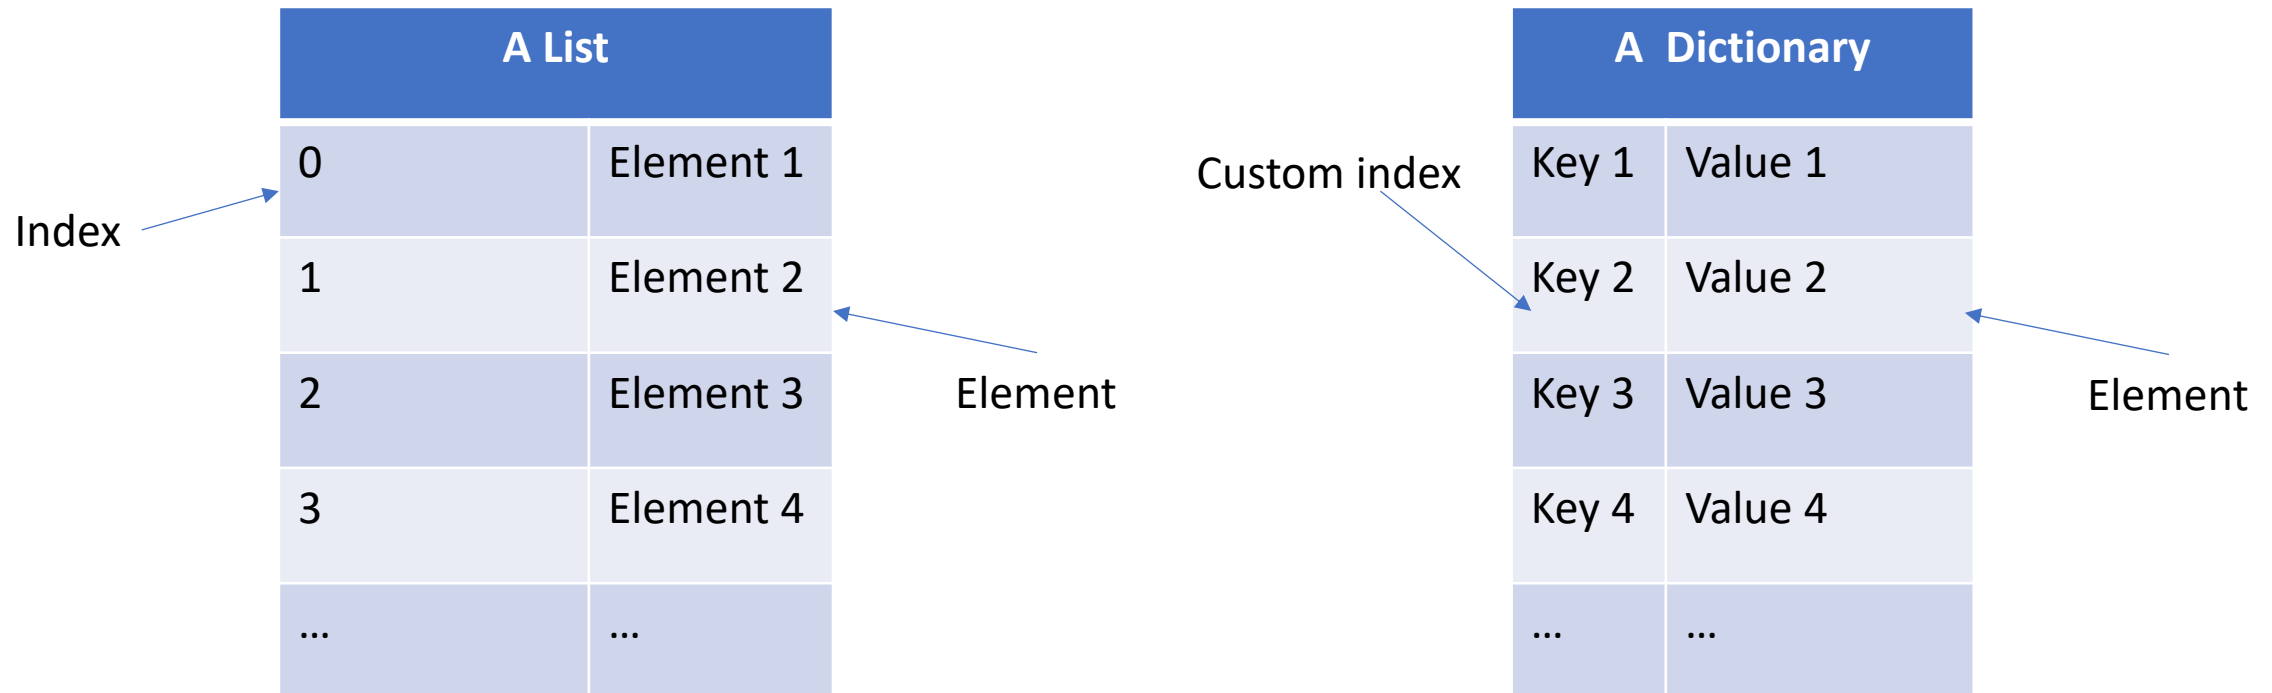 A List
Index
0 Element 1
1 Element 2
2 Element 3
3 Element 4
... ...
Element
A Dictionary
Custom index
Key 1 Value 1
Key 2 Value 2
Key 3 Value 3
Key 4 Value 4
... ...
Element